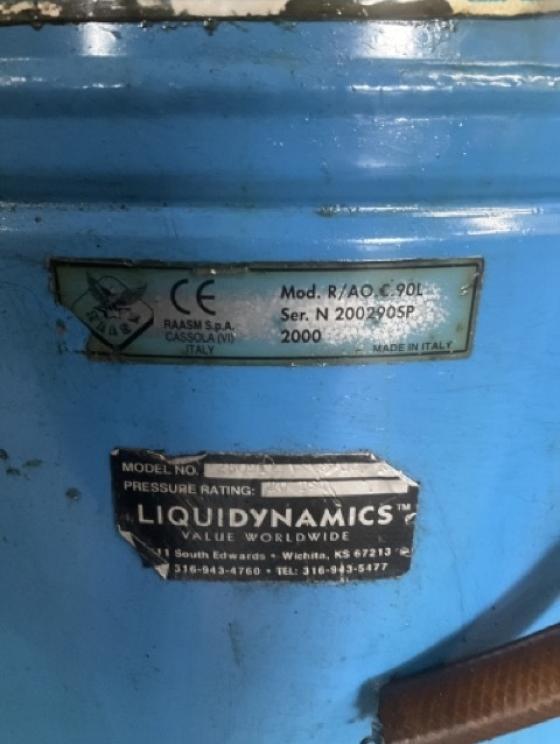 CE
RAASM S.p.A.
CASSOLA (VI)
ITALY
Mod. R/AO.C.90L
Ser. N 200290SP
2000
MADE IN ITALY
MODEL NO.
PRESSURE RATING:
LIQUIDYNAMICS™
VALUE WORLDWIDE
11 South Edwards • Wichita, KS 67213
316-943-4760 • TEL: 316-943-5477